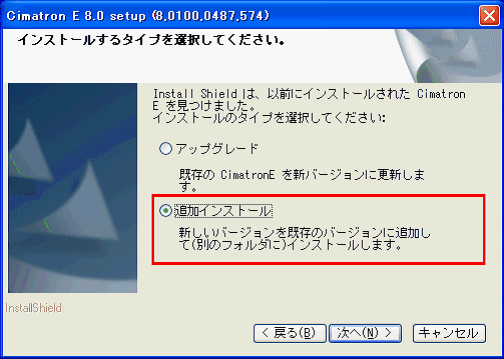 Cimatron E 8.0 setup (8,0100,0487,574)
インストールするタイプを選択してください。
Install Shield は、以前にインストールされた Cimatron
E を見つけました。
インストールのタイプを選択してください:
アップグレード
既存の CimatronE を新バージョンに更新しま
す。
追加インストール
新しいバージョンを既存のバージョンに追加し
て(別のフォルダに)インストールします。
InstallShield
< 戻る(B) 次へ(N) > キャンセル